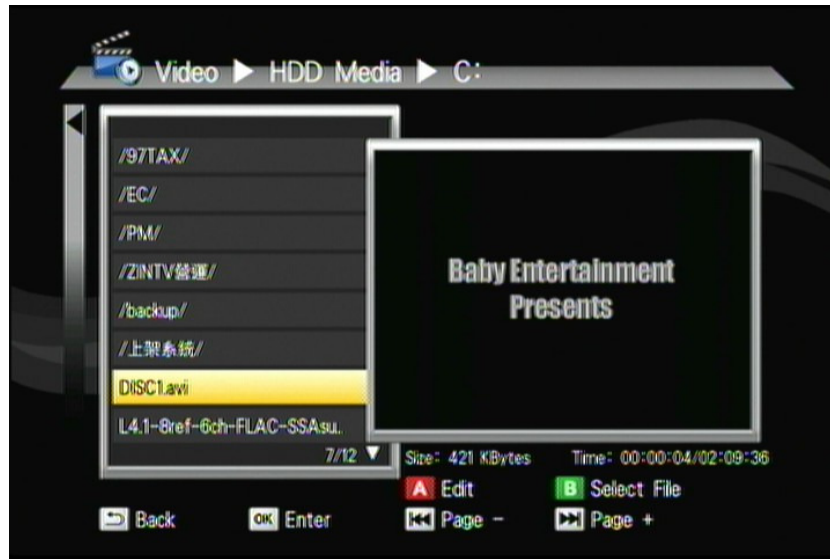 Video ▶ HDD Media ▶ C:
/97TAX/
/EC/
/PM/
/ZINTV營運/
/backup/
/上架系統/
DISC1.avi
L4.1-8ref-6ch-FLAC-SSAsu..
7/12 ▼
Baby Entertainment
Presents
Size: 421 KBytes Time: 00:00:04/02:09:36
A Edit B Select File
Back OK Enter Page - Page +